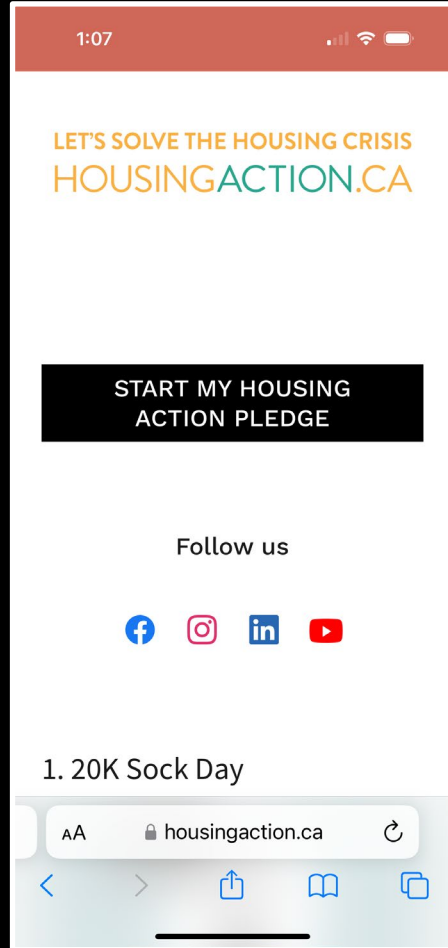 1:07
LET'S SOLVE THE HOUSING CRISIS
HOUSINGACTION.CA
START MY HOUSING
ACTION PLEDGE
Follow us
in
1. 20K Sock Day
AA housingaction.ca